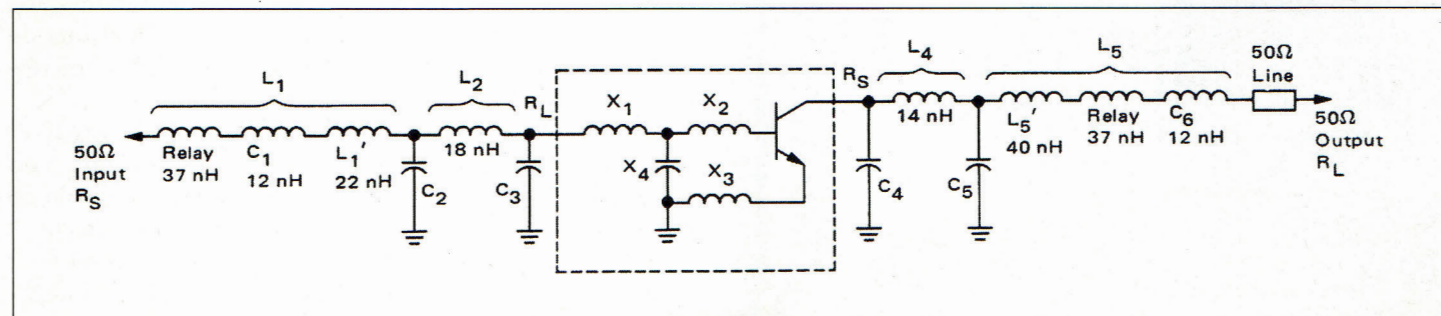 L1
L2
RL
X1
X2
RS
L4
L5
50Ω
Line
50Ω
Input
RS
Relay
37 nH
C1
12 nH
L1'
22 nH
C2
18 nH
C3
X4
X3
C4
14 nH
C5
L5'
40 nH
Relay
37 nH
C6
12 nH
50Ω
Output
RL